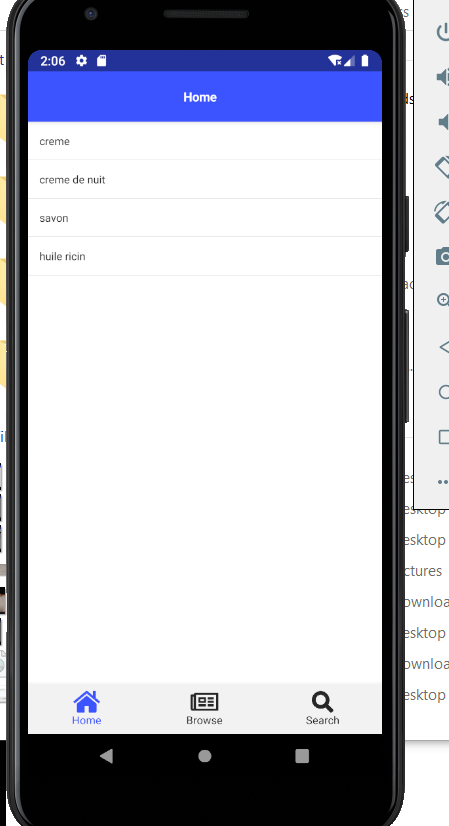 2:06
Home
creme
creme de nuit
savon
huile ricin
Home
Browse
Search
esktop
ctures
ownloa
esktop
ownloa
esktop